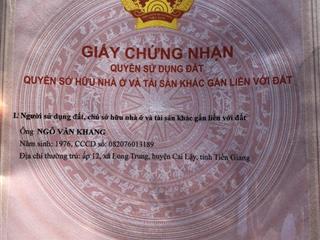 GIẤY CHỨNG NHẬN
QUYỀN SỬ DỤNG ĐẤT
QUYỀN SỞ HỮU NHÀ Ở VÀ TÀI SẢN KHÁC GẮN LIỀN VỚI ĐẤT
I. Người sử dụng đất, chủ sở hữu nhà ở và tài sản khác gắn liền với đất
Ông NGÔ VĂN KHANG
Năm sinh: 1976, CCCD số: 082076013189
Địa chỉ thường trú: ấp 12, xã Long Trung, huyện Cai Lậy, tỉnh Tiền Giang